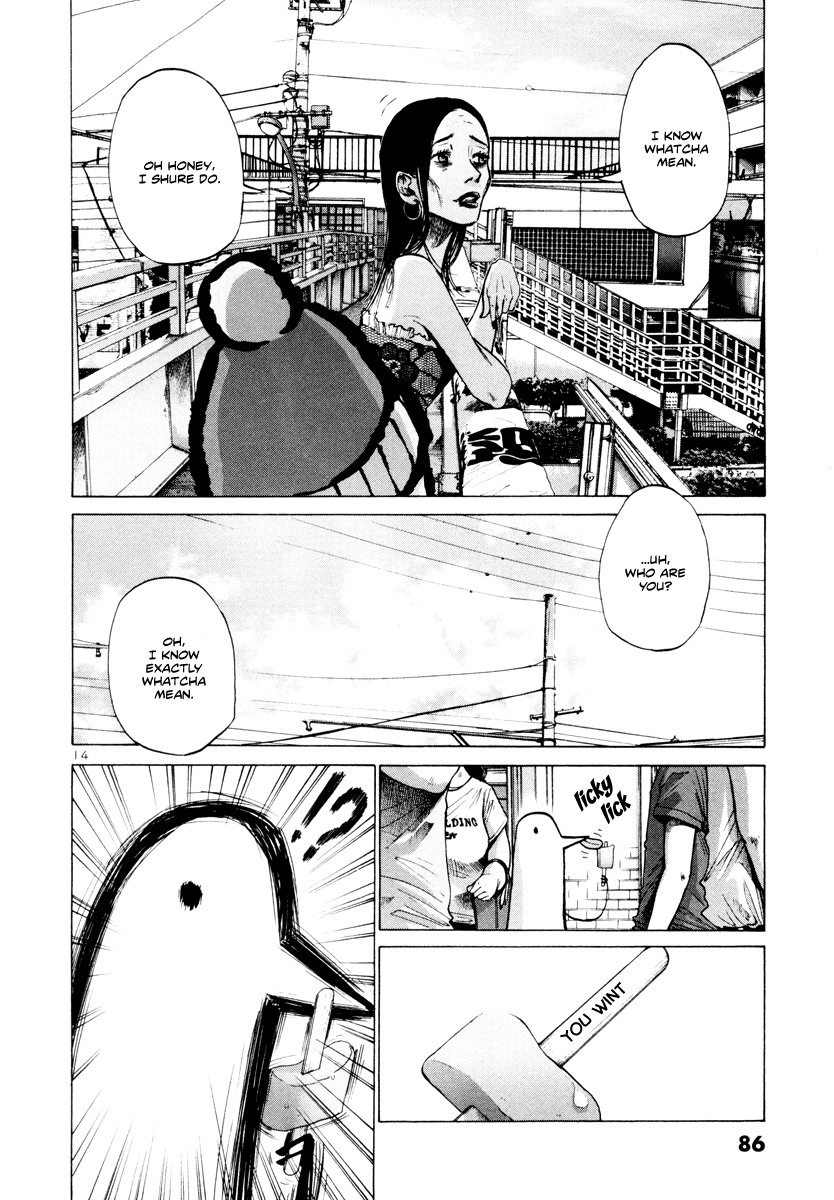 I KNOW
WHATCHA
MEAN.
OH HONEY,
I SHURE DO.
...UH,
WHO ARE
YOU?
OH,
I KNOW
EXACTLY
WHATCHA
MEAN.
14
licky
lick
LDING
!?
YOU WINT
86